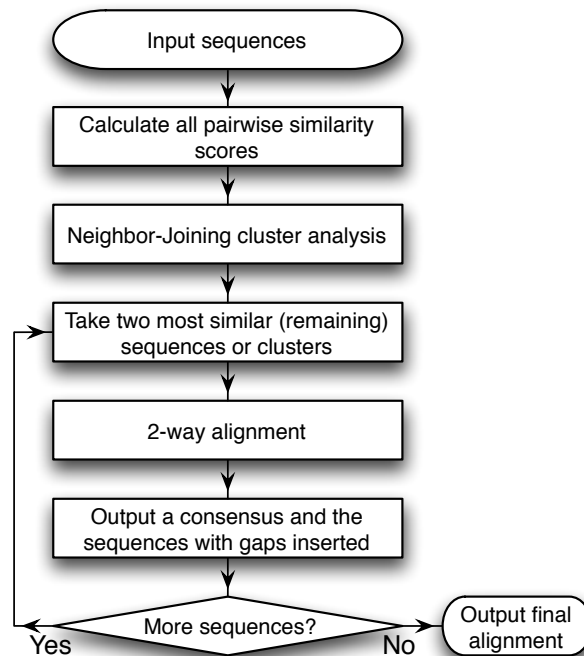 Input sequences
Calculate all pairwise similarity
scores
Neighbor-Joining cluster analysis
Take two most similar (remaining)
sequences or clusters
2-way alignment
Output a consensus and the
sequences with gaps inserted
More sequences?
Yes
No
Output final
alignment